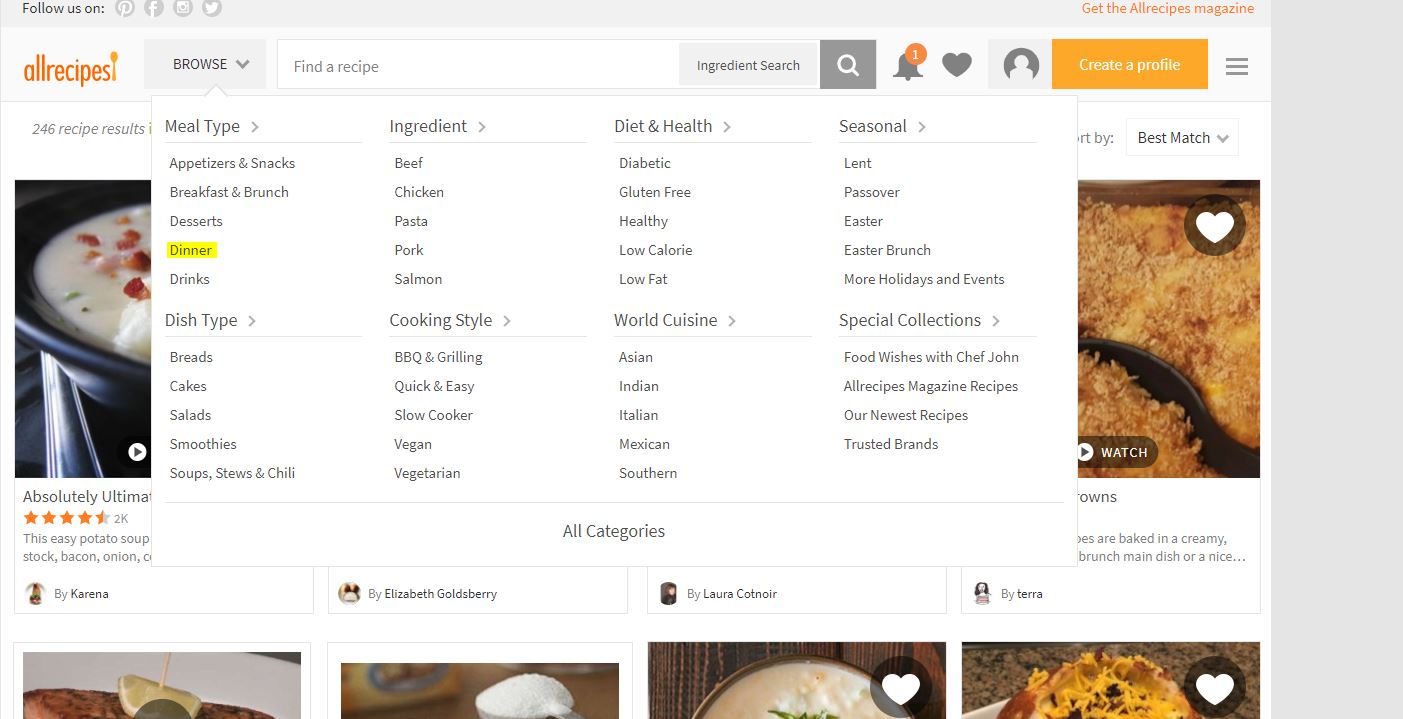 Follow us on:
Get the Allrecipes magazine
allrecipes
BROWSE
Find a recipe
Ingredient Search
1
Create a profile
246 recipe results
Sort by:
Best Match
Meal Type
Appetizers & Snacks
Breakfast & Brunch
Desserts
Dinner
Drinks
Ingredient
Beef
Chicken
Pasta
Pork
Salmon
Diet & Health
Diabetic
Gluten Free
Healthy
Low Calorie
Low Fat
Seasonal
Lent
Passover
Easter
Easter Brunch
More Holidays and Events
Dish Type
Breads
Cakes
Salads
Smoothies
Soups, Stews & Chili
Cooking Style
BBQ & Grilling
Quick & Easy
Slow Cooker
Vegan
Vegetarian
World Cuisine
Asian
Indian
Italian
Mexican
Southern
Special Collections
Food Wishes with Chef John
Allrecipes Magazine Recipes
Our Newest Recipes
Trusted Brands
All Categories
WATCH
Absolutely
2K
This easy potato soup
stock, bacon, onion,
By Karena
By Elizabeth Goldsberry
By Laura Cotnoir
are baked in a creamy,
brunch main dish or a nice…
By terra